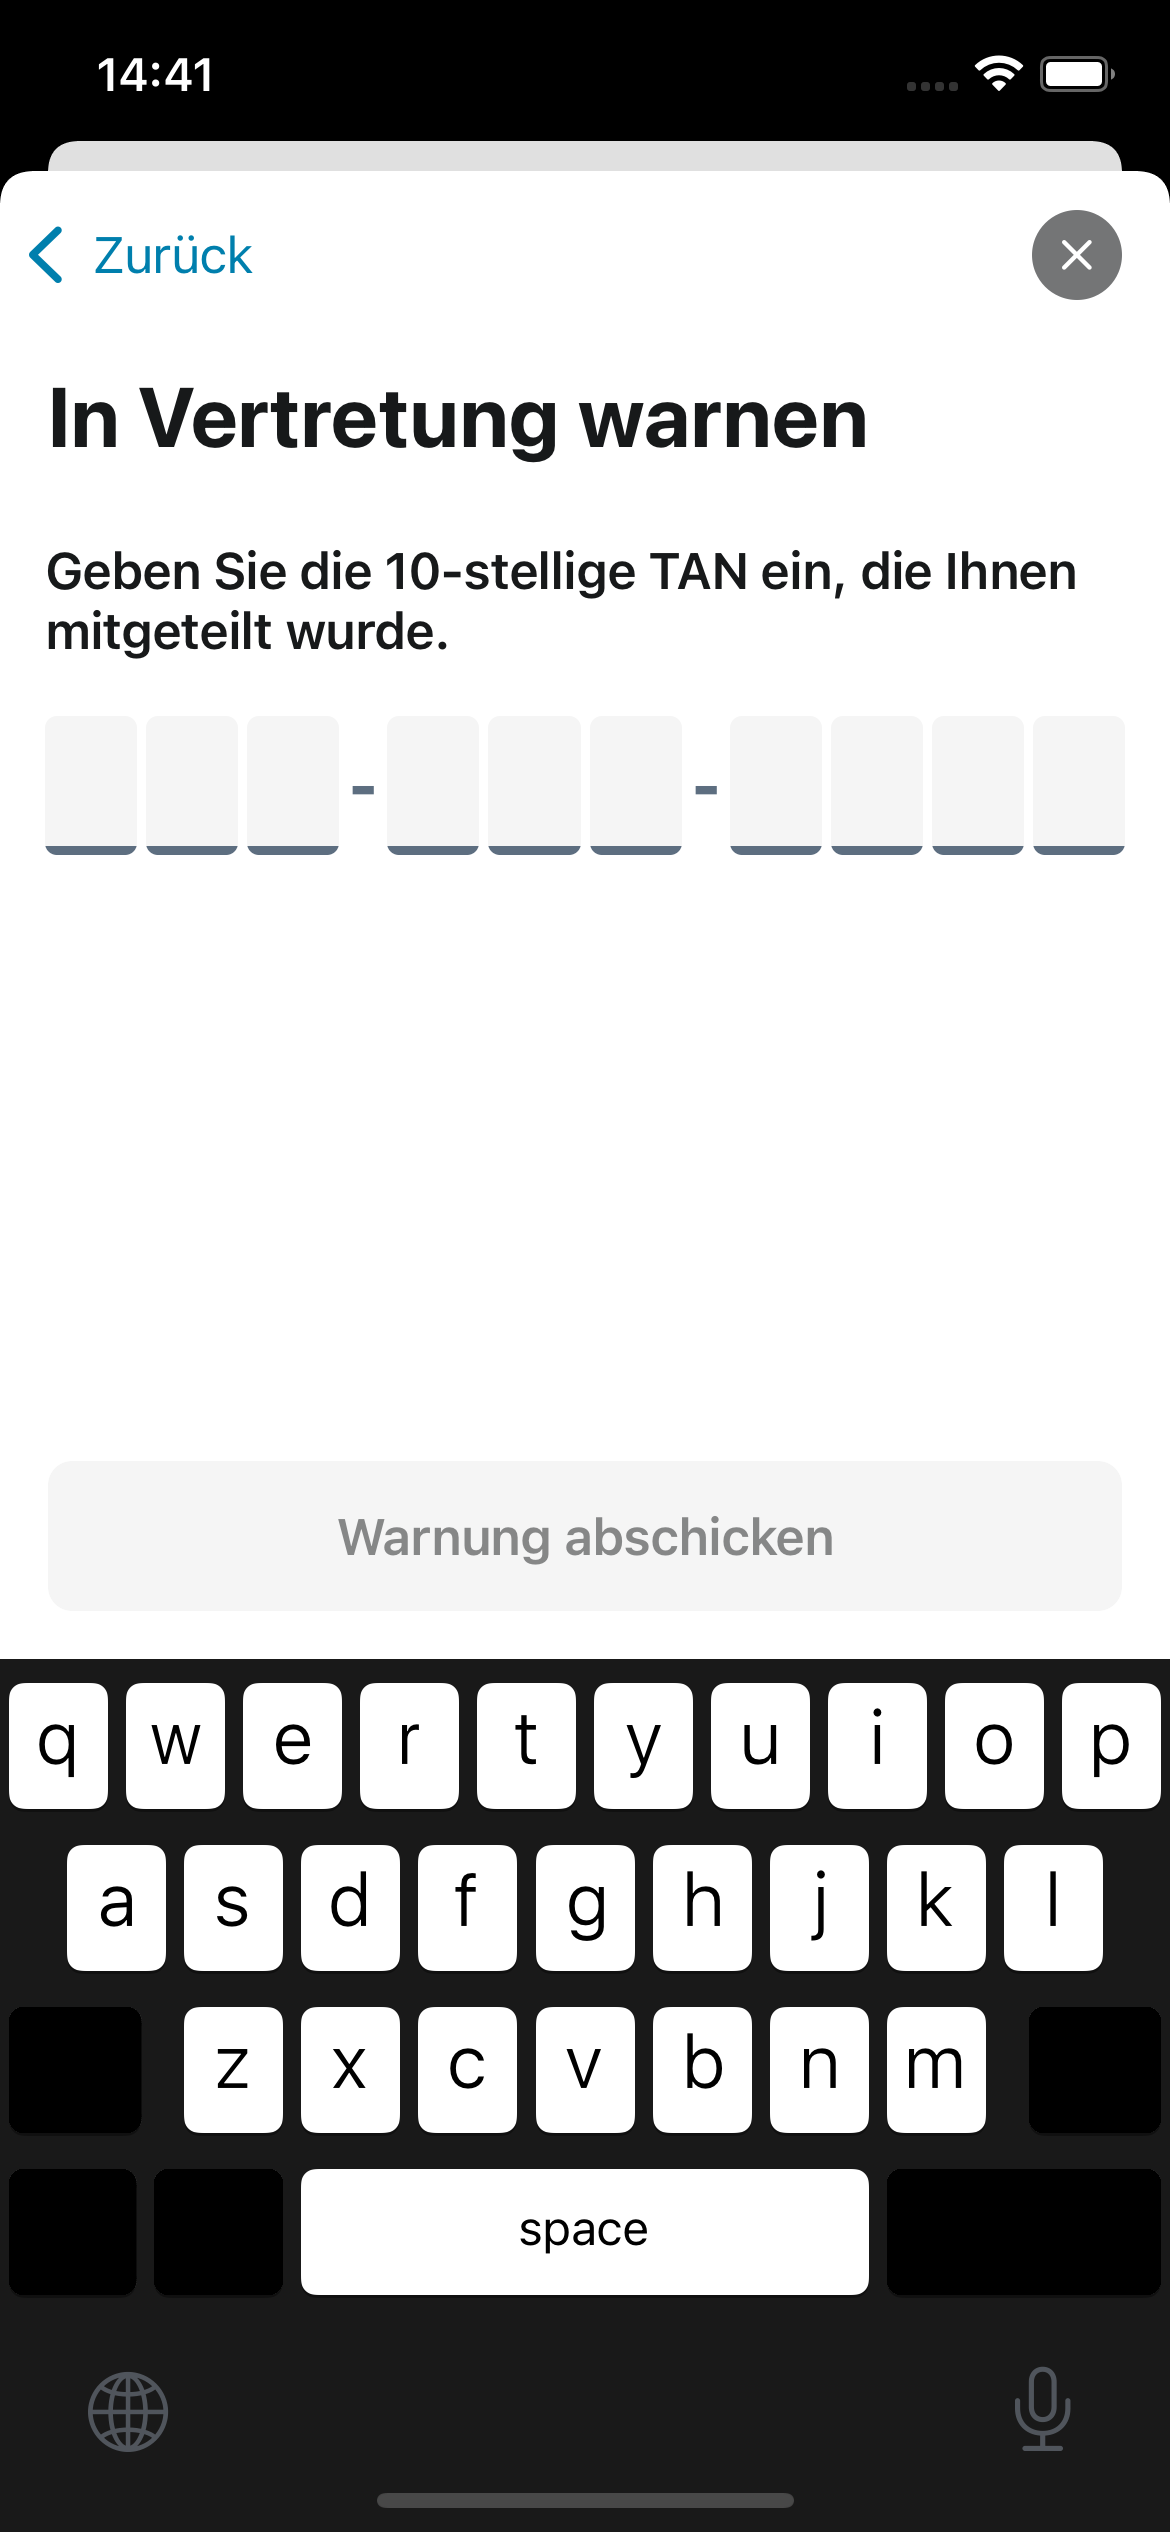 14:41
Zurück
In Vertretung warnen
Geben Sie die 10-stellige TAN ein, die Ihnen
mitgeteilt wurde.
- -
Warnung abschicken
q w e r t y u i o p
a s d f g h j k l
z x c v b n m
space